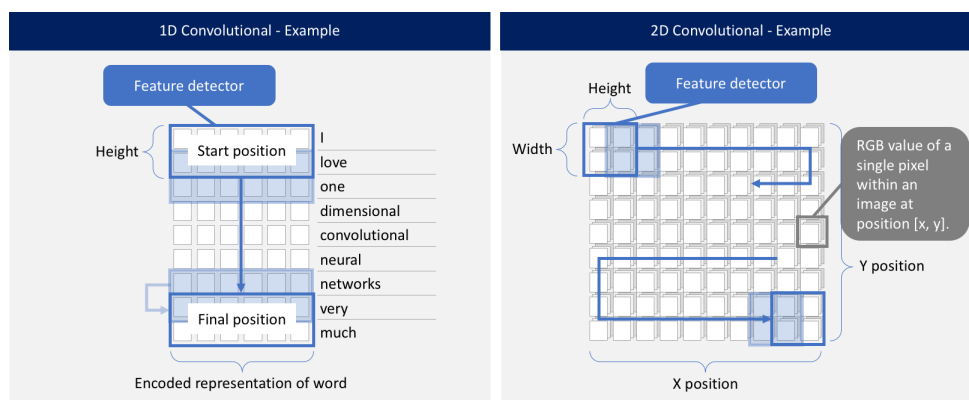 1D Convolutional - Example
Feature detector
Height
Start position
Final position
I
love
one
dimensional
convolutional
neural
networks
very
much
Encoded representation of word
2D Convolutional - Example
Feature detector
Height
Width
RGB value of a
single pixel
within an
image at
position [x, y].
Y position
X position